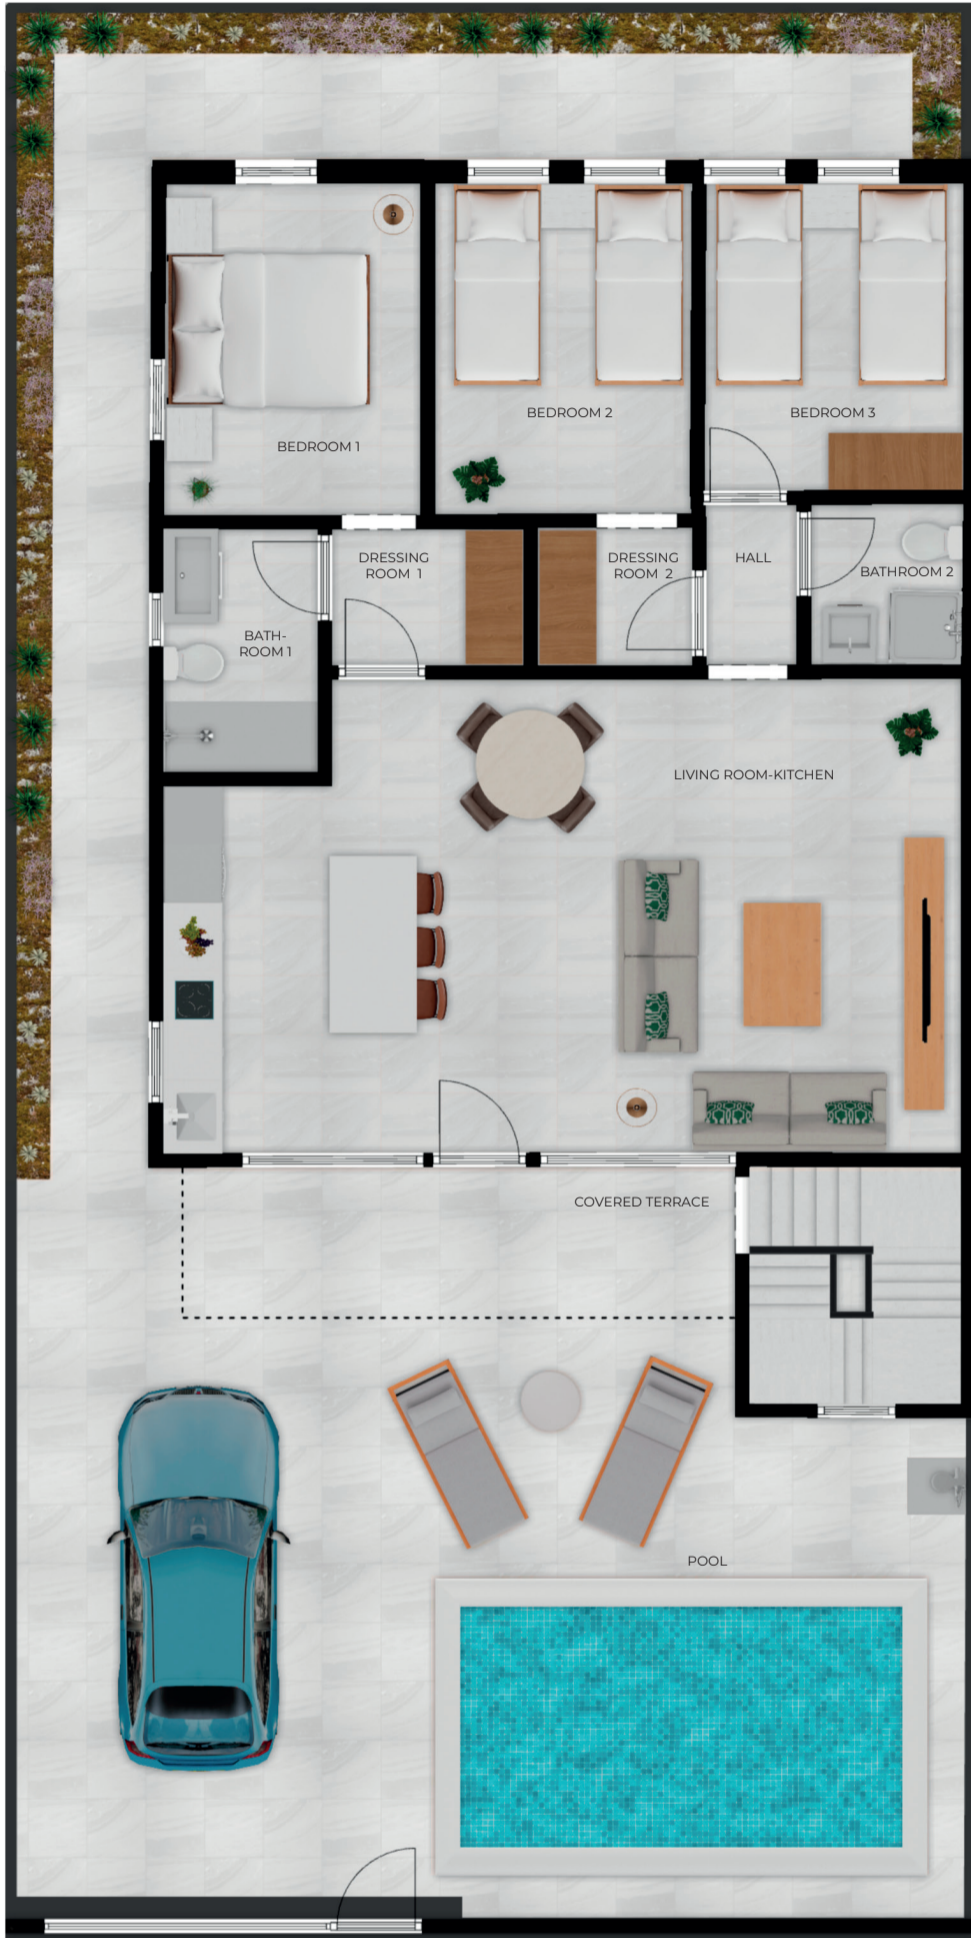 BEDROOM 1
BEDROOM 2
BEDROOM 3
DRESSING
ROOM 1
DRESSING
ROOM 2
HALL
BATHROOM 2
BATH-
ROOM 1
LIVING ROOM-KITCHEN
COVERED TERRACE
POOL